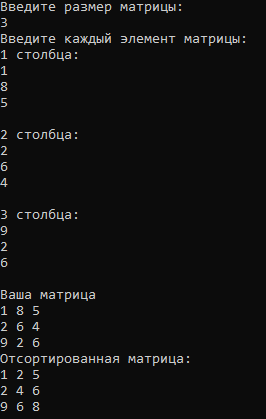 Введите размер матрицы:
3
Введите каждый элемент матрицы:
1 столбца:
1
8
5
2 столбца:
2
6
4
3 столбца:
9
2
6
Ваша матрица
1 8 5
2 6 4
9 2 6
Отсортированная матрица:
1 2 5
2 4 6
9 6 8